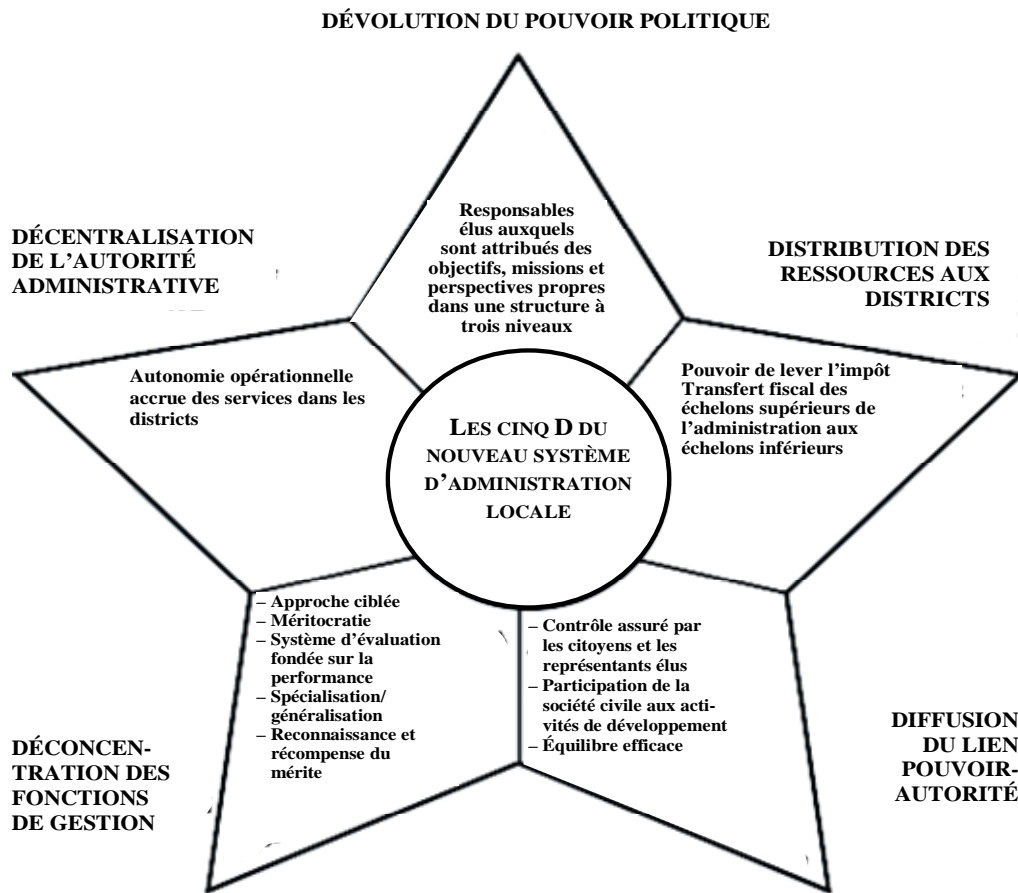 DÉVOLUTION DU POUVOIR POLITIQUE
Responsables
élus auxquels
sont attribués des
objectifs, missions et
perspectives propres
dans une structure à
trois niveaux
DÉCENTRALISATION
DE L’AUTORITÉ
ADMINISTRATIVE
Autonomie opérationnelle
accrue des services dans les
districts
DISTRIBUTION DES
RESSOURCES AUX
DISTRICTS
Pouvoir de lever l’impôt
Transfert fiscal des
échelons supérieurs de
l’administration aux
échelons inférieurs
LES CINQ D DU
NOUVEAU SYSTÈME
D’ADMINISTRATION
LOCALE
– Approche ciblée
– Méritocratie
– Système d’évaluation
fondée sur la
performance
– Spécialisation/
généralisation
– Reconnaissance et
récompense du
mérite
DÉCONCEN-
TRATION DES
FONCTIONS
DE GESTION
– Contrôle assuré par
les citoyens et les
représentants élus
– Participation de la
société civile aux acti-
vités de développement
– Équilibre efficace
DIFFUSION
DU LIEN
POUVOIR-
AUTORITÉ